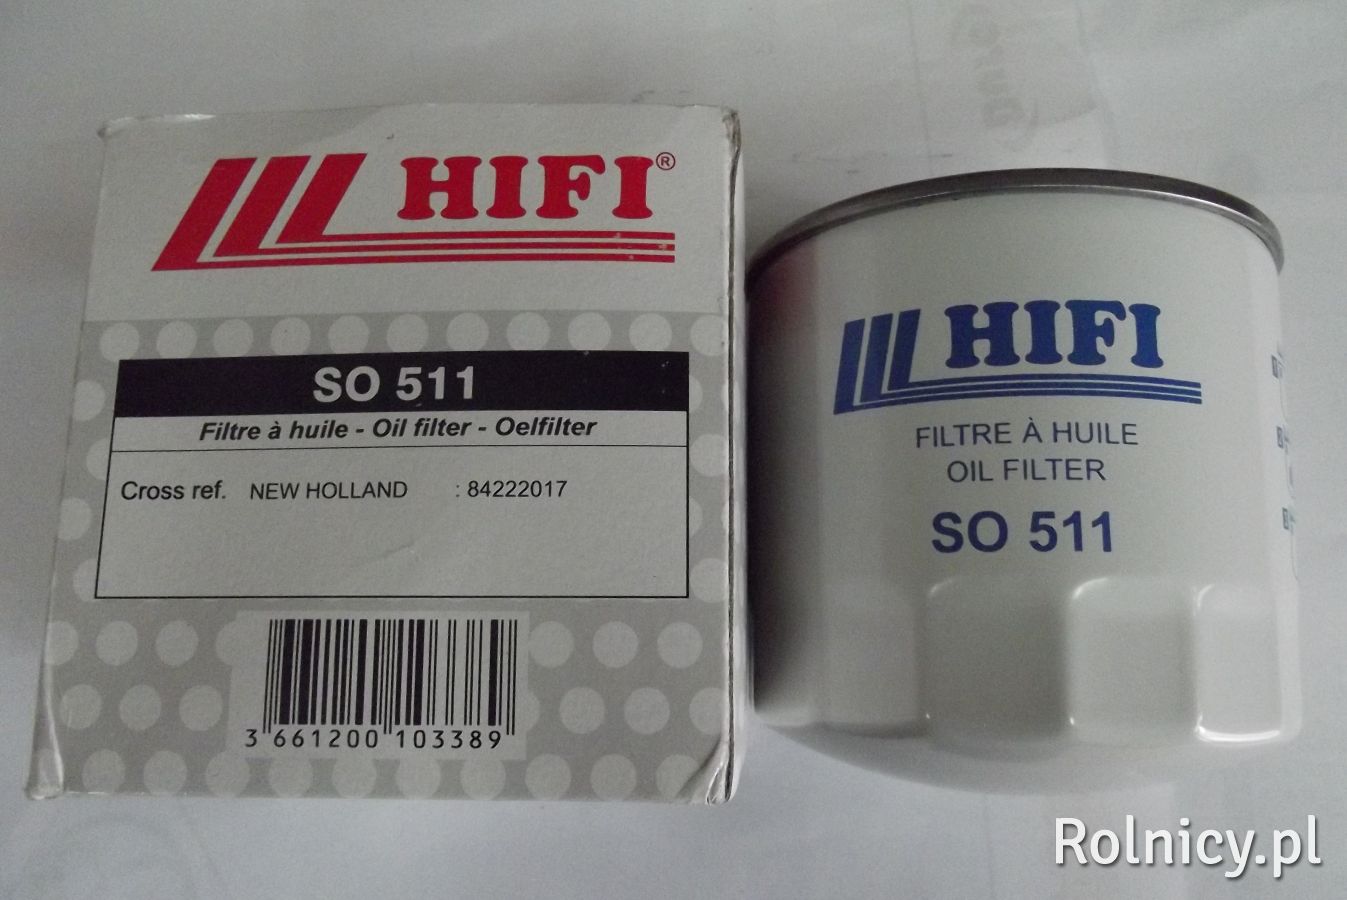 HIFI®
SO 511
Filtre à huile - Oil filter - Oelfilter
Cross ref. NEW HOLLAND : 84222017
3 661200 103389
HIFI
FILTRE À HUILE
OIL FILTER
SO 511
Rolnicy.pl